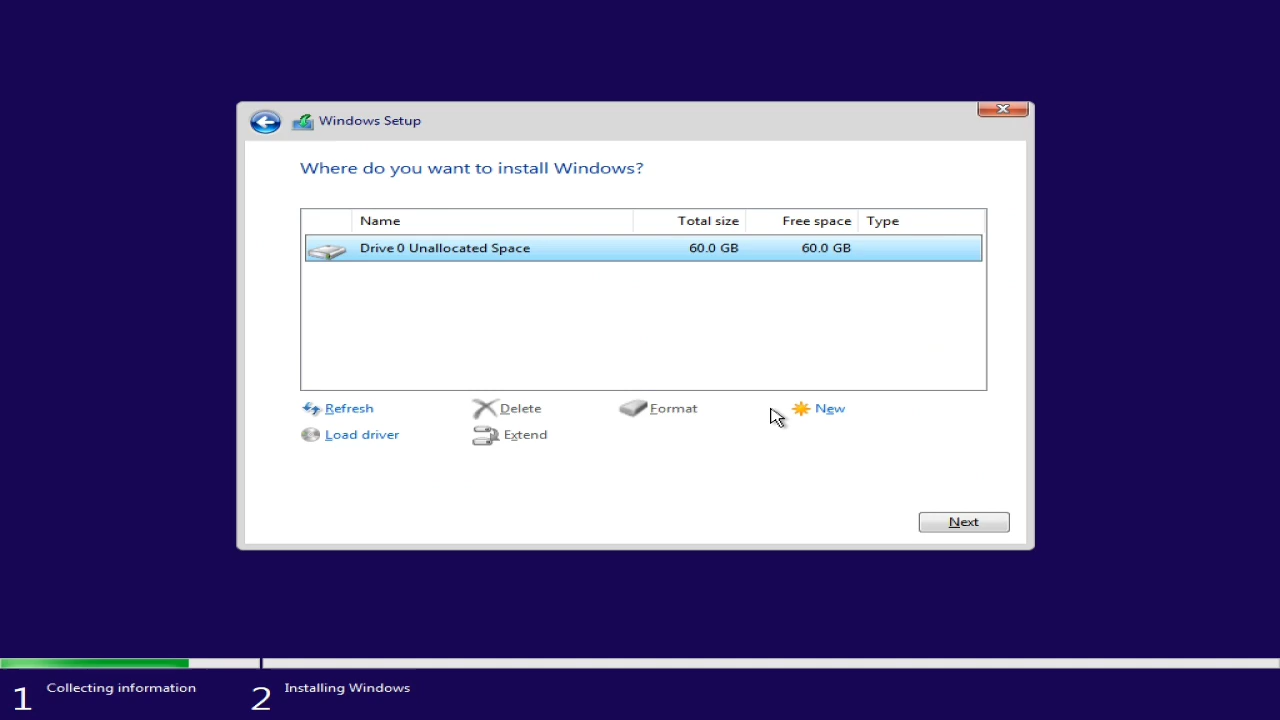 Windows Setup
Where do you want to install Windows?
Name Total size Free space Type
Drive 0 Unallocated Space 60.0 GB 60.0 GB
Refresh Delete Format New
Load driver Extend
Next
1 Collecting information 2 Installing Windows